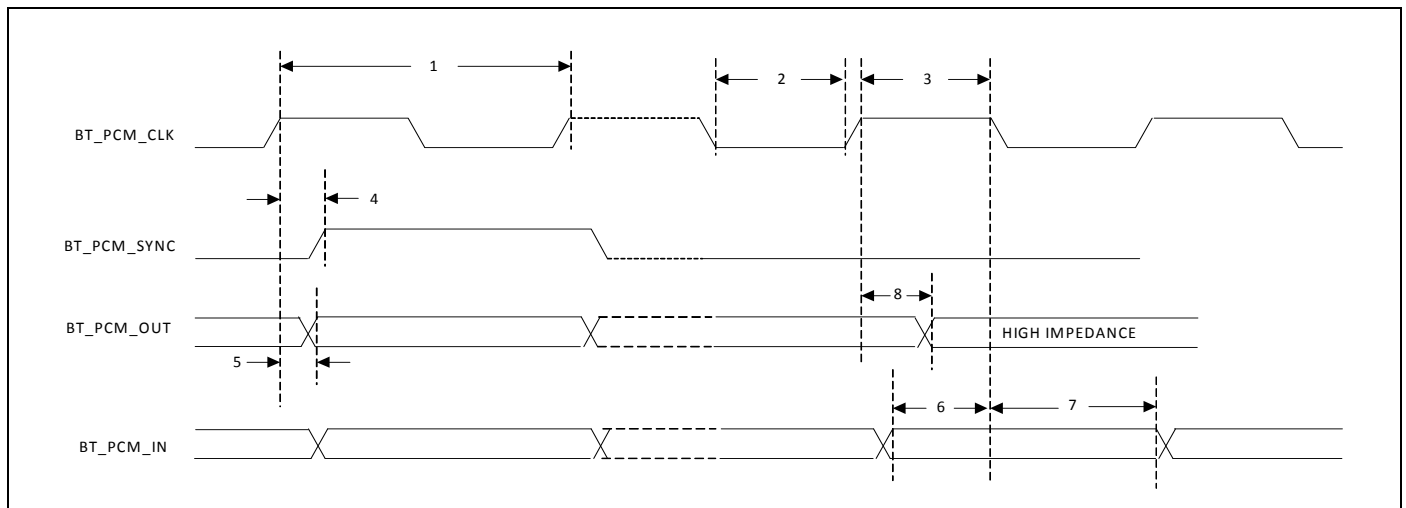 1
2
3
BT_PCM_CLK
4
BT_PCM_SYNC
8
BT_PCM_OUT
HIGH IMPEDANCE
5
6
7
BT_PCM_IN